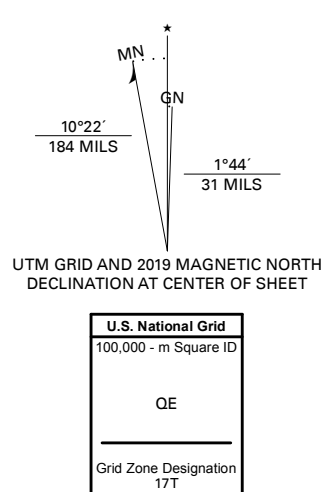 ★
MN
GN
10°22´
184 MILS
1°44´
31 MILS
UTM GRID AND 2019 MAGNETIC NORTH
DECLINATION AT CENTER OF SHEET
U.S. National Grid
100,000 - m Square ID
QE
Grid Zone Designation
17T